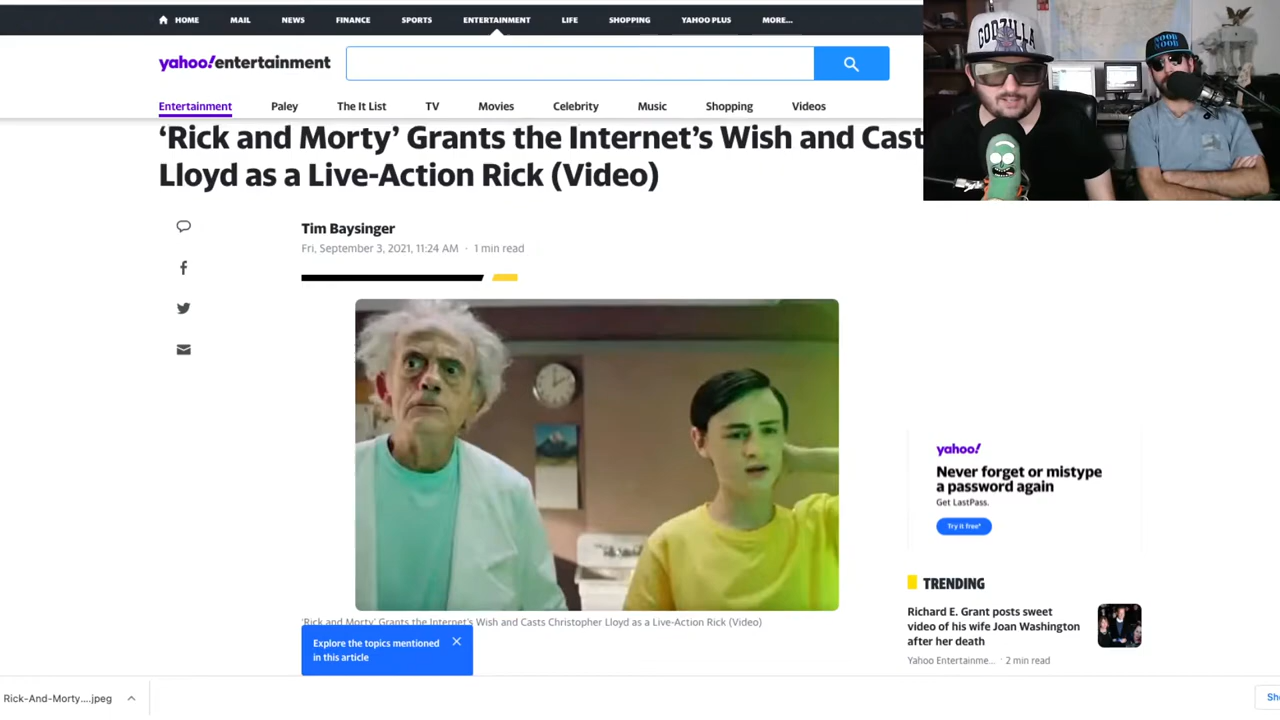 HOME MAIL NEWS FINANCE SPORTS ENTERTAINMENT LIFE SHOPPING YAHOO PLUS MORE...
yahoo!entertainment
Entertainment Paley The It List TV Movies Celebrity Music Shopping Videos
‘Rick and Morty’ Grants the Internet’s Wish and Cast
Lloyd as a Live-Action Rick (Video)
Tim Baysinger
Fri, September 3, 2021, 11:24 AM · 1 min read
'Rick and Morty' Grants the Internet's Wish and Casts Christopher Lloyd as a Live-Action Rick (Video)
Explore the topics mentioned
in this article
GODZILLA
NOOB
NOOB
yahoo!
Never forget or mistype
a password again
Get LastPass.
Try it free*
TRENDING
Richard E. Grant posts sweet
video of his wife Joan Washington
after her death
Yahoo Entertainme... · 2 min read
Rick-And-Morty....jpeg
Sh